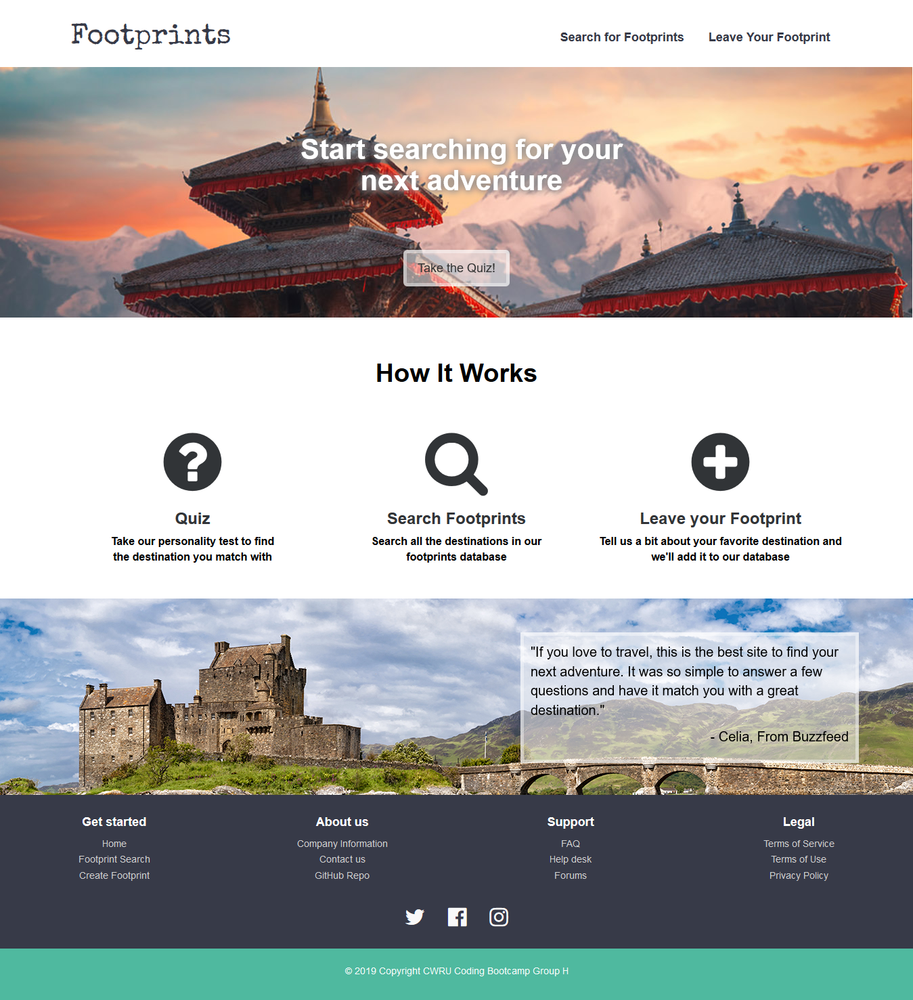 Footprints
Search for Footprints
Leave Your Footprint
Start searching for your
next adventure
Take the Quiz!
How It Works
Quiz
Take our personality test to find
the destination you match with
Search Footprints
Search all the destinations in our
footprints database
Leave your Footprint
Tell us a bit about your favorite destination and
we'll add it to our database
"If you love to travel, this is the best site to find your
next adventure. It was so simple to answer a few
questions and have it match you with a great
destination."
- Celia, From Buzzfeed
Get started
Home
Footprint Search
Create Footprint
About us
Company Information
Contact us
GitHub Repo
Support
FAQ
Help desk
Forums
Legal
Terms of Service
Terms of Use
Privacy Policy
© 2019 Copyright CWRU Coding Bootcamp Group H